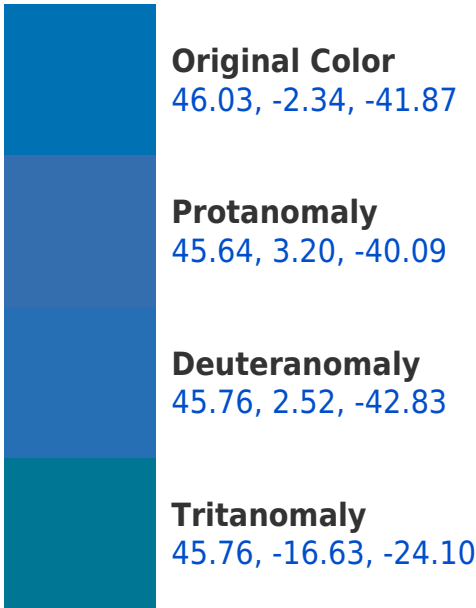 Original Color
46.03, -2.34, -41.87
Protanomaly
45.64, 3.20, -40.09
Deuteranomaly
45.76, 2.52, -42.83
Tritanomaly
45.76, -16.63, -24.10